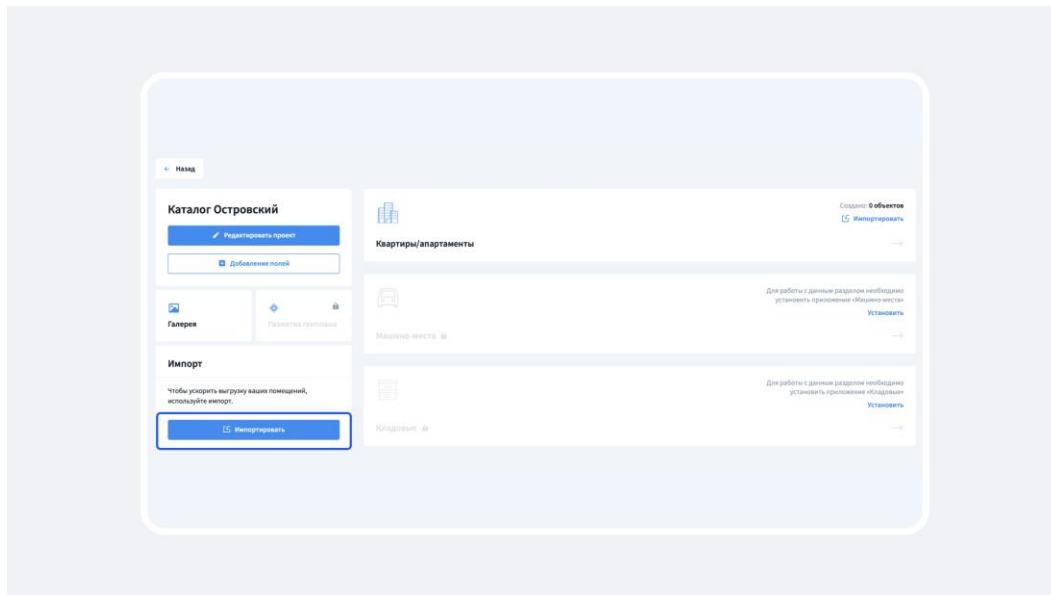 ← Назад
Каталог Островский
Редактировать проект
Добавление полей
Галерея
Разметка генплана
Импорт
Чтобы ускорить выгрузку ваших помещений,
используйте импорт.
Импортировать
Создано: 0 объектов
Импортировать
Квартиры/апартаменты
Для работы с данным разделом необходимо
установить приложение «Машино-места»
Установить
Машино-места
Для работы с данным разделом необходимо
установить приложение «Кладовые»
Установить
Кладовые